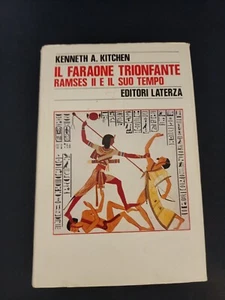 KENNETH A. KITCHEN
IL FARAONE TRIONFANTE
RAMSES II E IL SUO TEMPO
EDITORI LATERZA